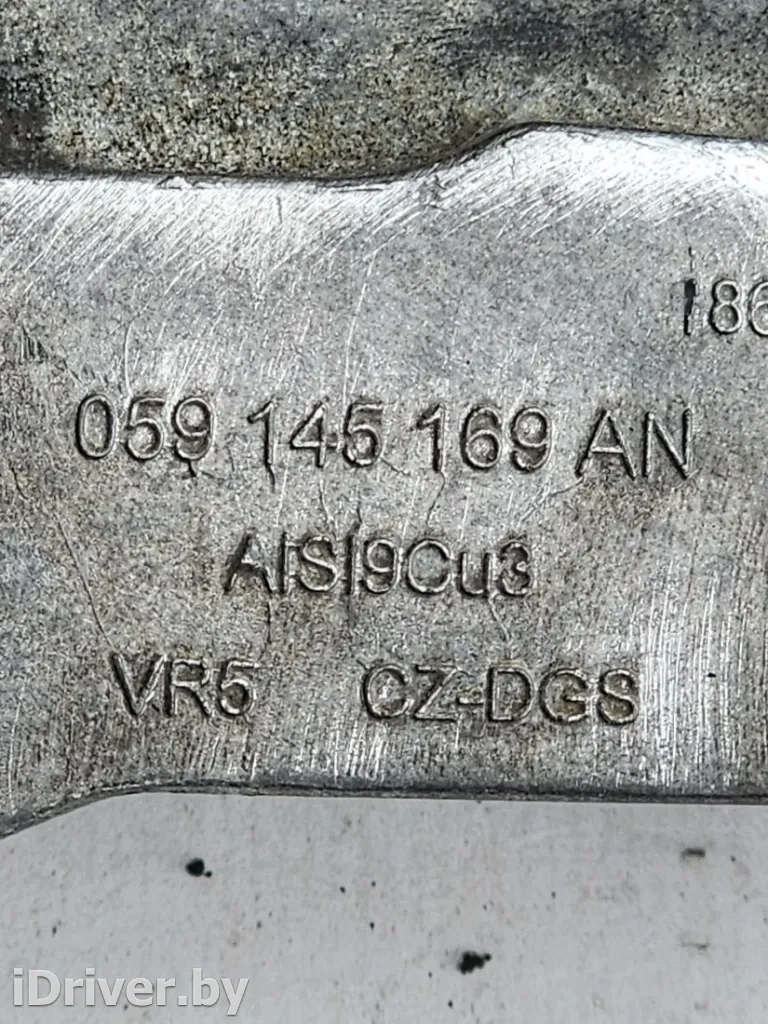 186
059 145 169 AN
AlSi9Cu3
VR5 CZ-DGS
iDriver.by